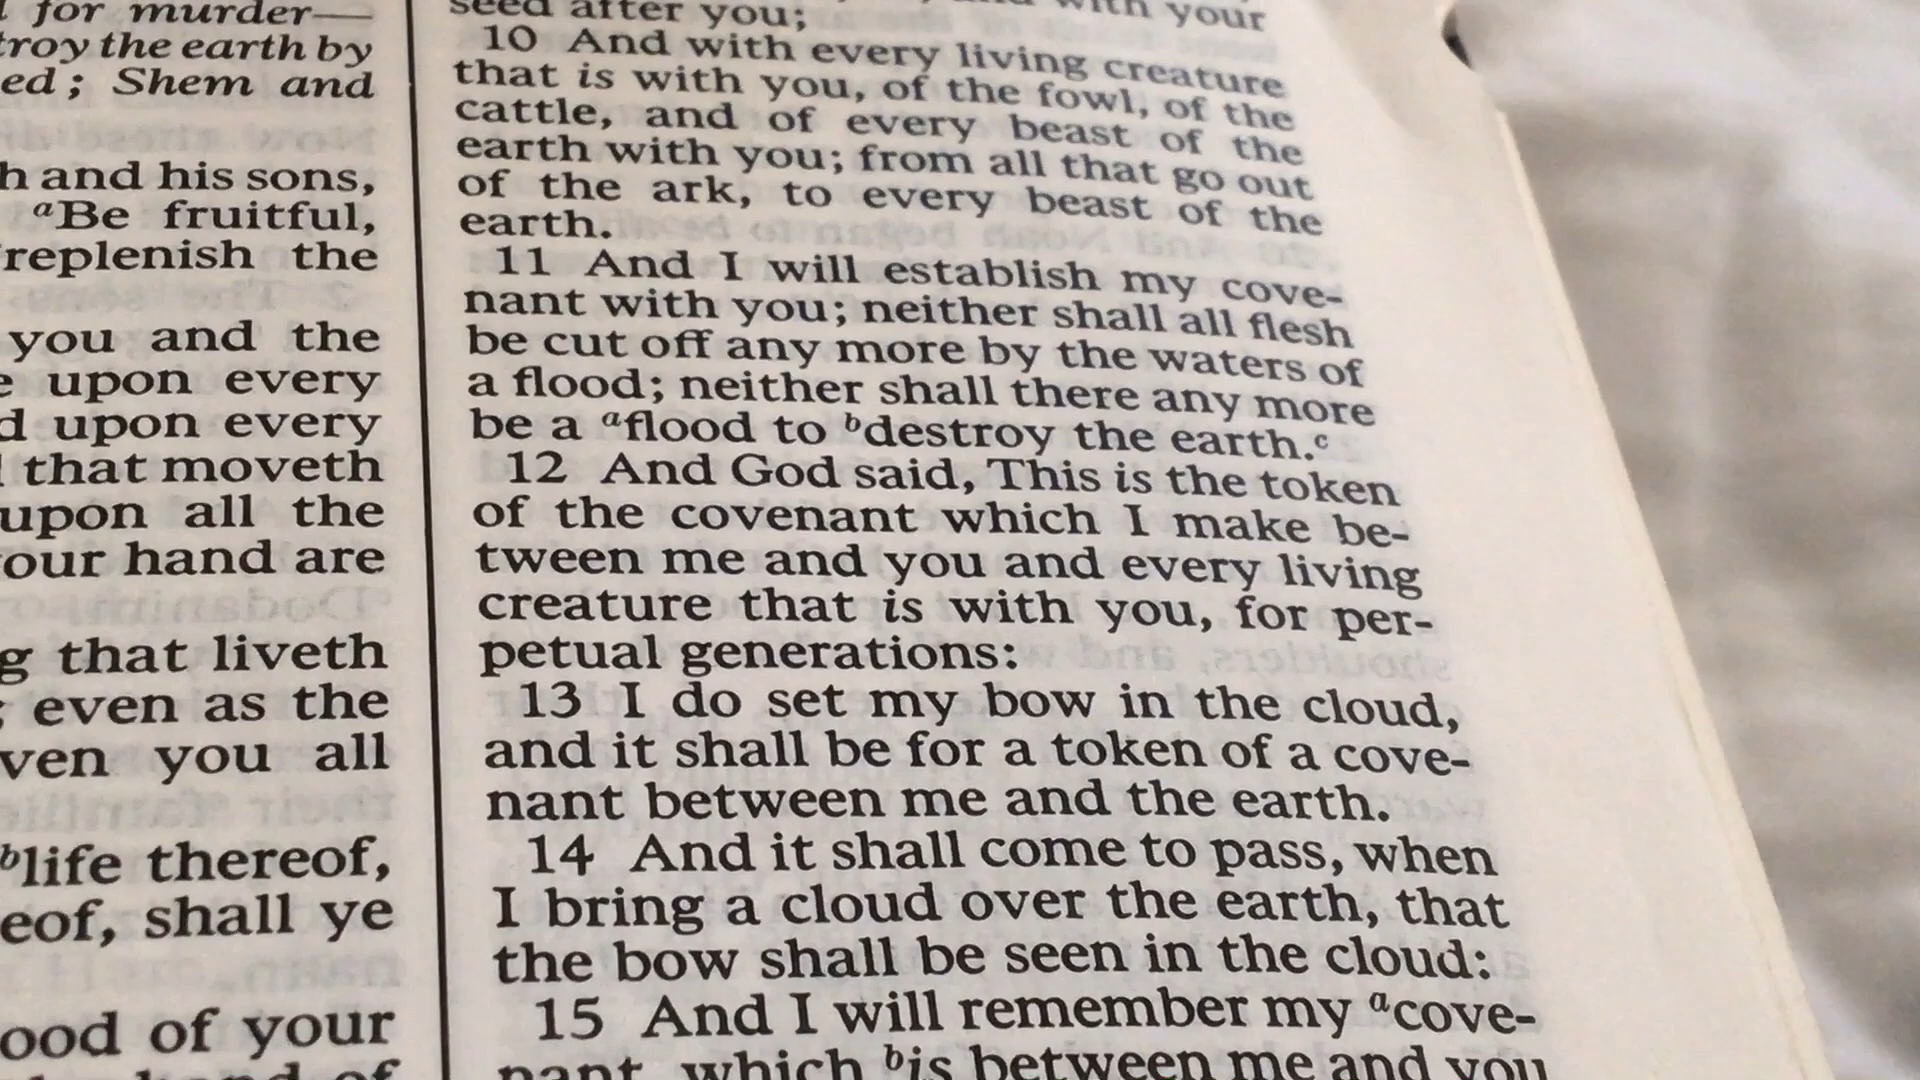 for murder—
troy the earth by
ed; Shem and
h and his sons,
aBe fruitful,
replenish the
you and the
e upon every
d upon every
that moveth
upon all the
our hand are
g that liveth
; even as the
ven you all
blife thereof,
eof, shall ye
ood of your
hand of
seed after you; with your
10 And with every living creature
that is with you, of the fowl, of the
cattle, and of every beast of the
earth with you; from all that go out
of the ark, to every beast of the
earth.
11 And I will establish my cove-
nant with you; neither shall all flesh
be cut off any more by the waters of
a flood; neither shall there any more
be a aflood to bdestroy the earth.c
12 And God said, This is the token
of the covenant which I make be-
tween me and you and every living
creature that is with you, for per-
petual generations:
13 I do set my bow in the cloud,
and it shall be for a token of a cove-
nant between me and the earth.
14 And it shall come to pass, when
I bring a cloud over the earth, that
the bow shall be seen in the cloud:
15 And I will remember my acove-
nant, which bis between me and you